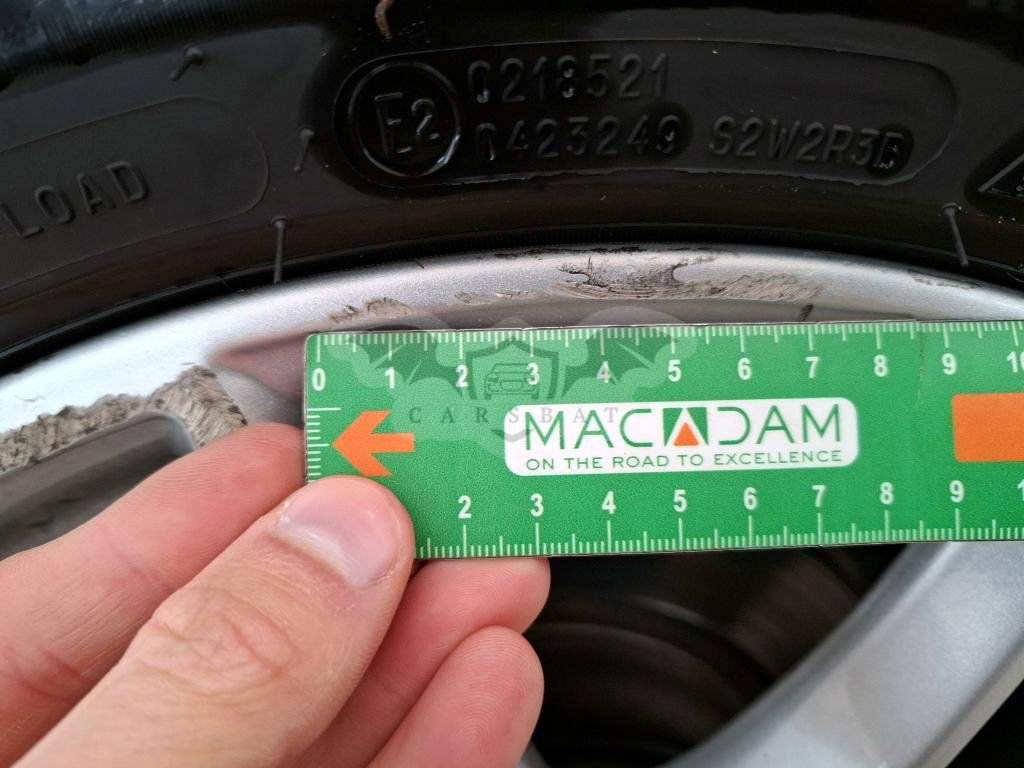 E2
0218521
0423249 S2W2R3B
LOAD
0 1 2 3 4 5 6 7 8 9 10
CARSBAT
MACADAM
ON THE ROAD TO EXCELLENCE
2 3 4 5 6 7 8 9